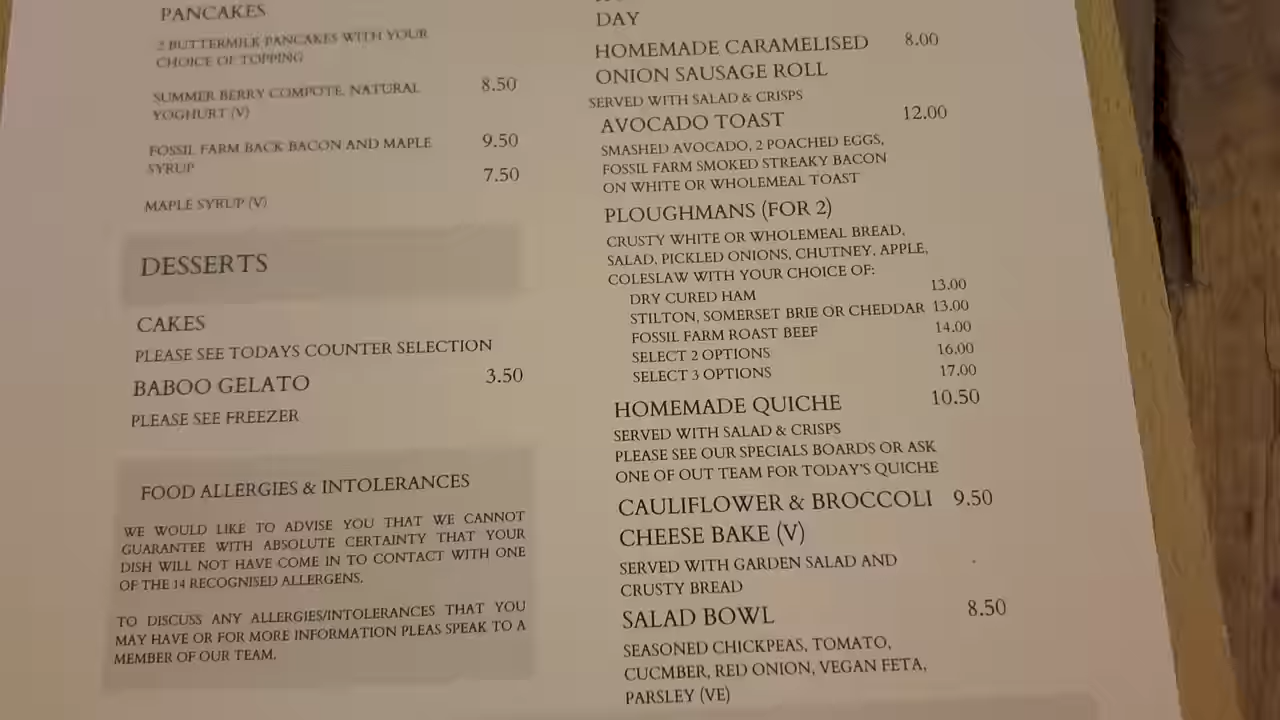 PANCAKES
2 BUTTERMILK PANCAKES WITH YOUR
CHOICE OF TOPPING
SUMMER BERRY COMPOTE, NATURAL 8.50
YOGHURT (V)
FOSSIL FARM BACK BACON AND MAPLE 9.50
SYRUP
7.50
MAPLE SYRUP (V)
DESSERTS
CAKES
PLEASE SEE TODAYS COUNTER SELECTION
BABOO GELATO 3.50
PLEASE SEE FREEZER
FOOD ALLERGIES & INTOLERANCES
WE WOULD LIKE TO ADVISE YOU THAT WE CANNOT
GUARANTEE WITH ABSOLUTE CERTAINTY THAT YOUR
DISH WILL NOT HAVE COME IN TO CONTACT WITH ONE
OF THE 14 RECOGNISED ALLERGENS.
TO DISCUSS ANY ALLERGIES/INTOLERANCES THAT YOU
MAY HAVE OR FOR MORE INFORMATION PLEAS SPEAK TO A
MEMBER OF OUR TEAM.
DAY
HOMEMADE CARAMELISED 8.00
ONION SAUSAGE ROLL
SERVED WITH SALAD & CRISPS
AVOCADO TOAST 12.00
SMASHED AVOCADO, 2 POACHED EGGS,
FOSSIL FARM SMOKED STREAKY BACON
ON WHITE OR WHOLEMEAL TOAST
PLOUGHMANS (FOR 2)
CRUSTY WHITE OR WHOLEMEAL BREAD,
SALAD, PICKLED ONIONS, CHUTNEY, APPLE,
COLESLAW WITH YOUR CHOICE OF:
DRY CURED HAM 13.00
STILTON, SOMERSET BRIE OR CHEDDAR 13.00
FOSSIL FARM ROAST BEEF 14.00
SELECT 2 OPTIONS 16.00
SELECT 3 OPTIONS 17.00
HOMEMADE QUICHE 10.50
SERVED WITH SALAD & CRISPS
PLEASE SEE OUR SPECIALS BOARDS OR ASK
ONE OF OUT TEAM FOR TODAY'S QUICHE
CAULIFLOWER & BROCCOLI 9.50
CHEESE BAKE (V)
SERVED WITH GARDEN SALAD AND
CRUSTY BREAD
SALAD BOWL 8.50
SEASONED CHICKPEAS, TOMATO,
CUCMBER, RED ONION, VEGAN FETA,
PARSLEY (VE)